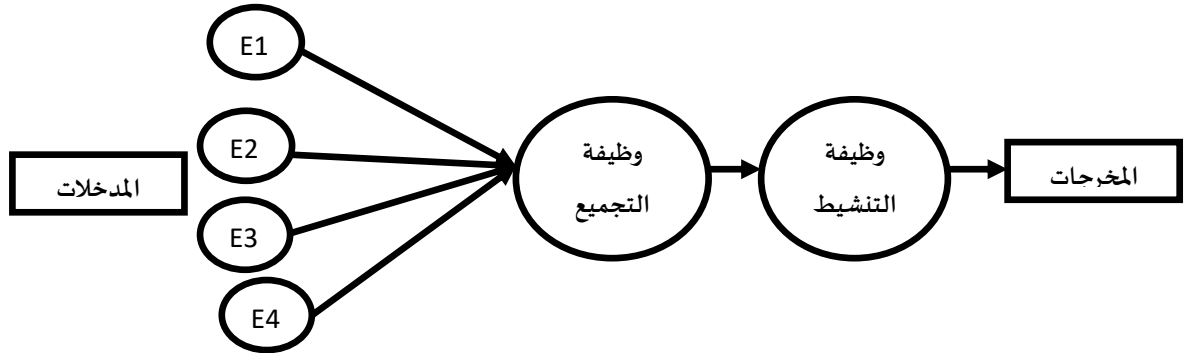 المدخلات
E1
E2
E3
E4
وظيفة
التجميع
وظيفة
التنشيط
المخرجات